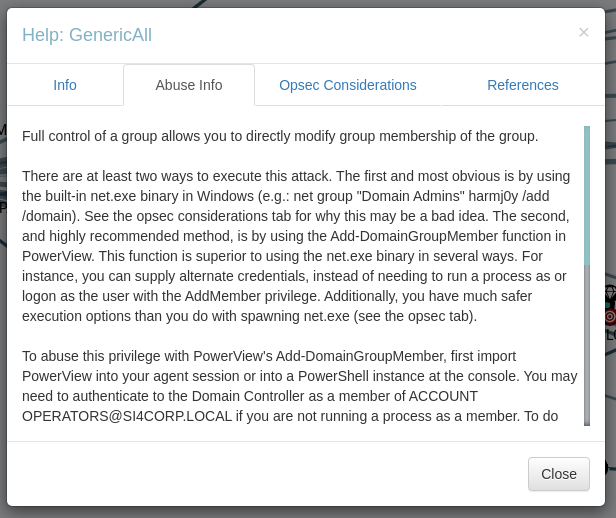 Help: GenericAll
×
Info
Abuse Info
Opsec Considerations
References
Full control of a group allows you to directly modify group membership of the group.
There are at least two ways to execute this attack. The first and most obvious is by using
the built-in net.exe binary in Windows (e.g.: net group "Domain Admins" harmj0y /add
/domain). See the opsec considerations tab for why this may be a bad idea. The second,
and highly recommended method, is by using the Add-DomainGroupMember function in
PowerView. This function is superior to using the net.exe binary in several ways. For
instance, you can supply alternate credentials, instead of needing to run a process as or
logon as the user with the AddMember privilege. Additionally, you have much safer
execution options than you do with spawning net.exe (see the opsec tab).
To abuse this privilege with PowerView's Add-DomainGroupMember, first import
PowerView into your agent session or into a PowerShell instance at the console. You may
need to authenticate to the Domain Controller as a member of ACCOUNT
OPERATORS@SI4CORP.LOCAL if you are not running a process as a member. To do
Close